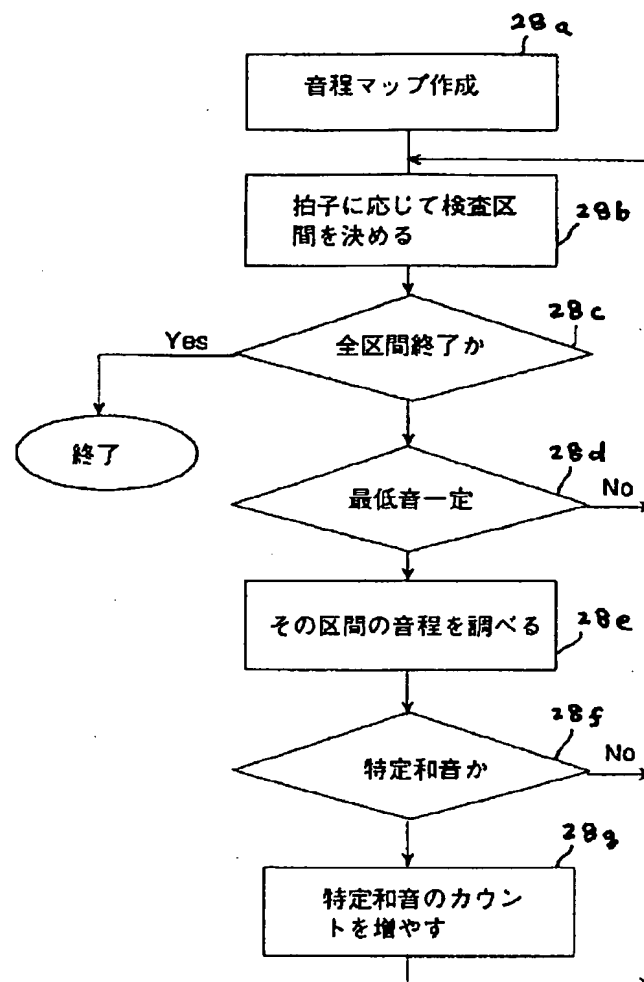 28a
音程マップ作成
拍子に応じて検査区
間を決める
28b
28c
Yes
全区間終了か
終了
28d
最低音一定
No
その区間の音程を調べる
28e
28f
特定和音か
No
28g
特定和音のカウン
トを増やす